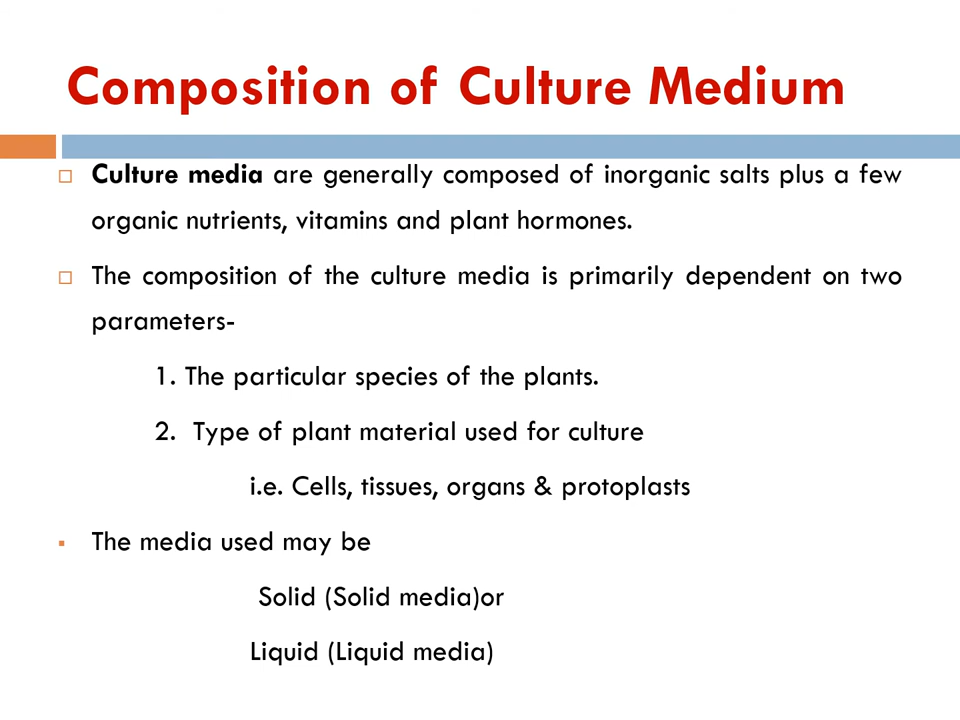 Composition of Culture Medium
Culture media are generally composed of inorganic salts plus a few
organic nutrients, vitamins and plant hormones.
The composition of the culture media is primarily dependent on two
parameters-
1. The particular species of the plants.
2. Type of plant material used for culture
i.e. Cells, tissues, organs & protoplasts
The media used may be
Solid (Solid media)or
Liquid (Liquid media)